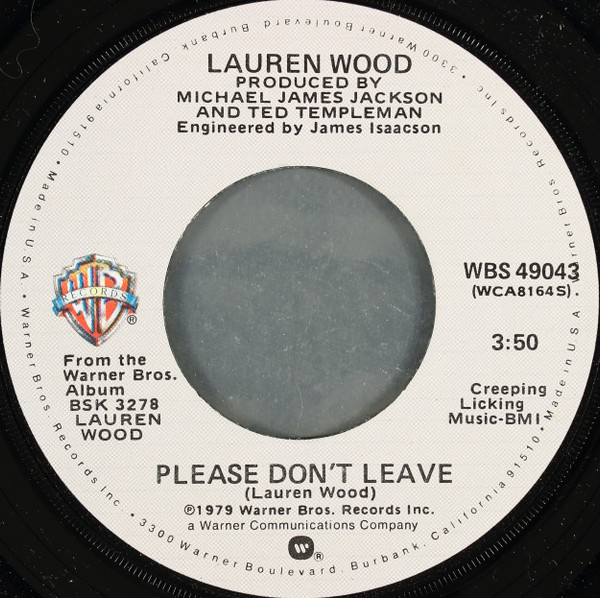 LAUREN WOOD
PRODUCED BY
MICHAEL JAMES JACKSON
AND TED TEMPLEMAN
Engineered by James Isaacson
WBS 49043
(WCA8164S)
3:50
Creeping
Licking
Music-BMI
RECORDS
®
From the
Warner Bros.
Album
BSK 3278
LAUREN
WOOD
PLEASE DON'T LEAVE
(Lauren Wood)
℗1979 Warner Bros. Records Inc.
a Warner Communications Company
®
Made in U.S.A. • Warner Bros. Records Inc. • 3300 Warner Boulevard, Burbank, California 91510 • Made in U.S.A. • Warner Bros. Records Inc. • 3300 Warner Boulevard, Burbank, California 91510 •